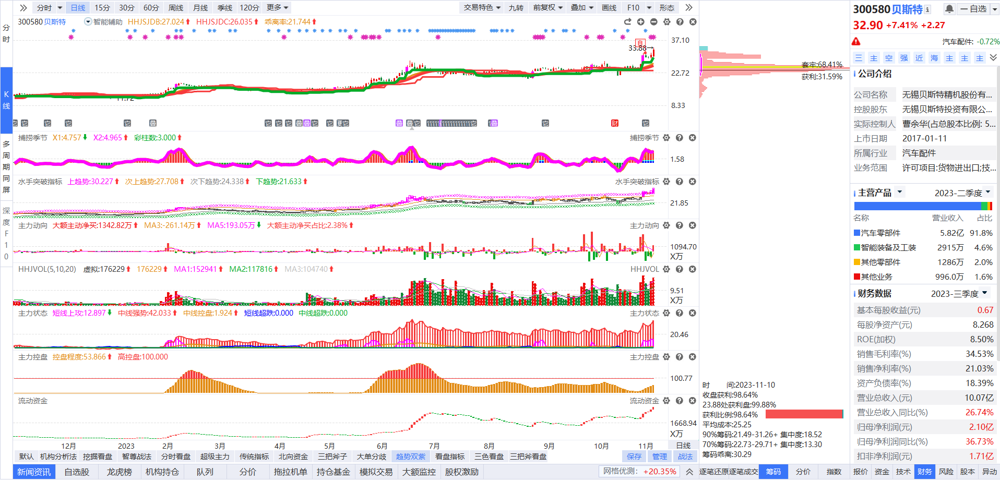 分时 日线 15分 30分 60分 周线 月线 季线 120分 更多 交易特色 九转 前复权 叠加 画线 F10 形态
300580 贝斯特 智能辅助 HHJSJDB:27.024 HHJSJDC:26.035 乖离率:21.744
37.10
自
33.88
22.72
11.72
8.33
捕捞季节 X1:4.757 X2:4.965 彩柱数:3.000 捕捞季节
1.58
水手突破指标 上趋势:30.227 次上趋势:27.708 次下趋势:24.338 下趋势:21.633 水手突破指标
21.85
主力动向 大额主动净买:1342.82万 MA3:-261.14万 MA5:193.05万 大额主动净买占比:2.38% 主力动向
1094.70
X万
HHJVOL(5,10,20) 虚拟:176229 176229 MA1:152941 MA2:117816 MA3:104740 HHJVOL
9.51
X万
主力状态 短线上攻:12.897 中线强势:42.033 中线控盘:1.924 短线超跌:0.000 中线超跌:0.000 主力状态
20.46
主力控盘 控盘程度:53.866 高控盘:100.000 主力控盘
100.77
流动资金 流动资金
1668.94
X万
12月 2023 2月 3月 4月 5月 6月 7月 8月 9月 10月 11月 日线
默认 机构分析法 挖掘看盘 智尊战法 分时看盘 超级主力 传统指标 北向资金 三把斧子 大单分歧 趋势双紫 看盘指标 三色看盘 三把斧看盘 保存 管理 战法
新闻资讯 自选股 龙虎榜 机构持仓 队列 分价 拖拉机单 持仓基金 模拟交易 大额监控 股权激励 网格优测: +20.35%
分时
K线
多周期同屏
深度F10
套牢:68.41%
获利:31.59%
时 间:2023-11-10
收盘获利:98.64%
23.88处获利盘:99.88%
获利比例:98.64%
平均成本:25.25
90%筹码:21.49-31.26+ 集中度:18.52
70%筹码:22.73-29.71+ 集中度:13.30
筹码乖离:30.29
逐笔还原 逐笔成交 筹码 分价 指数
300580 贝斯特 自选
32.90 +7.41% +2.27
汽车配件: -0.72%
三 主 空 强 近 海 主 主 主
公司介绍
公司名称 无锡贝斯特精机股份有...
控股股东 无锡贝斯特投资有限公...
实际控制人 曹余华(占总股本比例: 5...
上市日期 2017-01-11
所属行业 汽车配件
业务范围 许可项目:货物进出口;技...
主营产品 2023-二季度
名称 营业收入 占比
汽车零部件 5.82亿 91.8%
智能装备及工装 2915万 4.6%
其他零部件 1286万 2.0%
其他业务 996.0万 1.6%
财务数据 2023-三季度
基本每股收益(元) 0.67
每股净资产(元) 8.268
ROE(加权) 8.50%
销售毛利率(%) 34.53%
销售净利率(%) 21.03%
资产负债率(%) 18.39%
营业总收入(元) 10.07亿
营业总收入同比(%) 26.74%
归母净利润(元) 2.10亿
归母净利润同比(%) 36.73%
扣非净利润(元) 1.71亿
报价 资金 技术 财务 风险 股本 异动